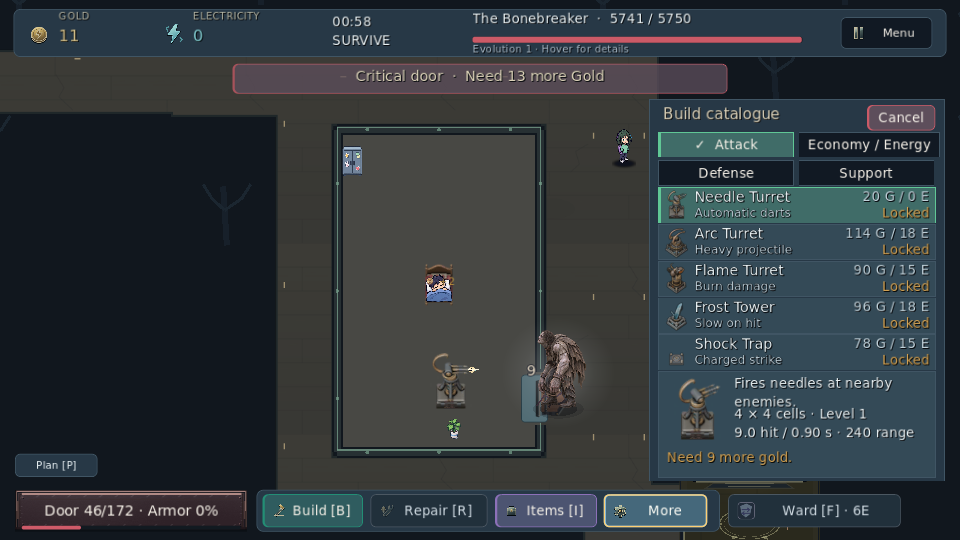 GOLD
11
ELECTRICITY
0
00:58
SURVIVE
The Bonebreaker · 5741 / 5750
Evolution 1 · Hover for details
Menu
– Critical door · Need 13 more Gold
Build catalogue
Cancel
✓ Attack
Economy / Energy
Defense
Support
Needle Turret 20 G / 0 E
Automatic darts Locked
Arc Turret 114 G / 18 E
Heavy projectile Locked
Flame Turret 90 G / 15 E
Burn damage Locked
Frost Tower 96 G / 18 E
Slow on hit Locked
Shock Trap 78 G / 15 E
Charged strike Locked
Fires needles at nearby
enemies.
4 × 4 cells · Level 1
9.0 hit / 0.90 s · 240 range
Need 9 more gold.
9
Plan [P]
Door 46/172 · Armor 0%
Build [B]
Repair [R]
Items [I]
More
Ward [F] · 6E